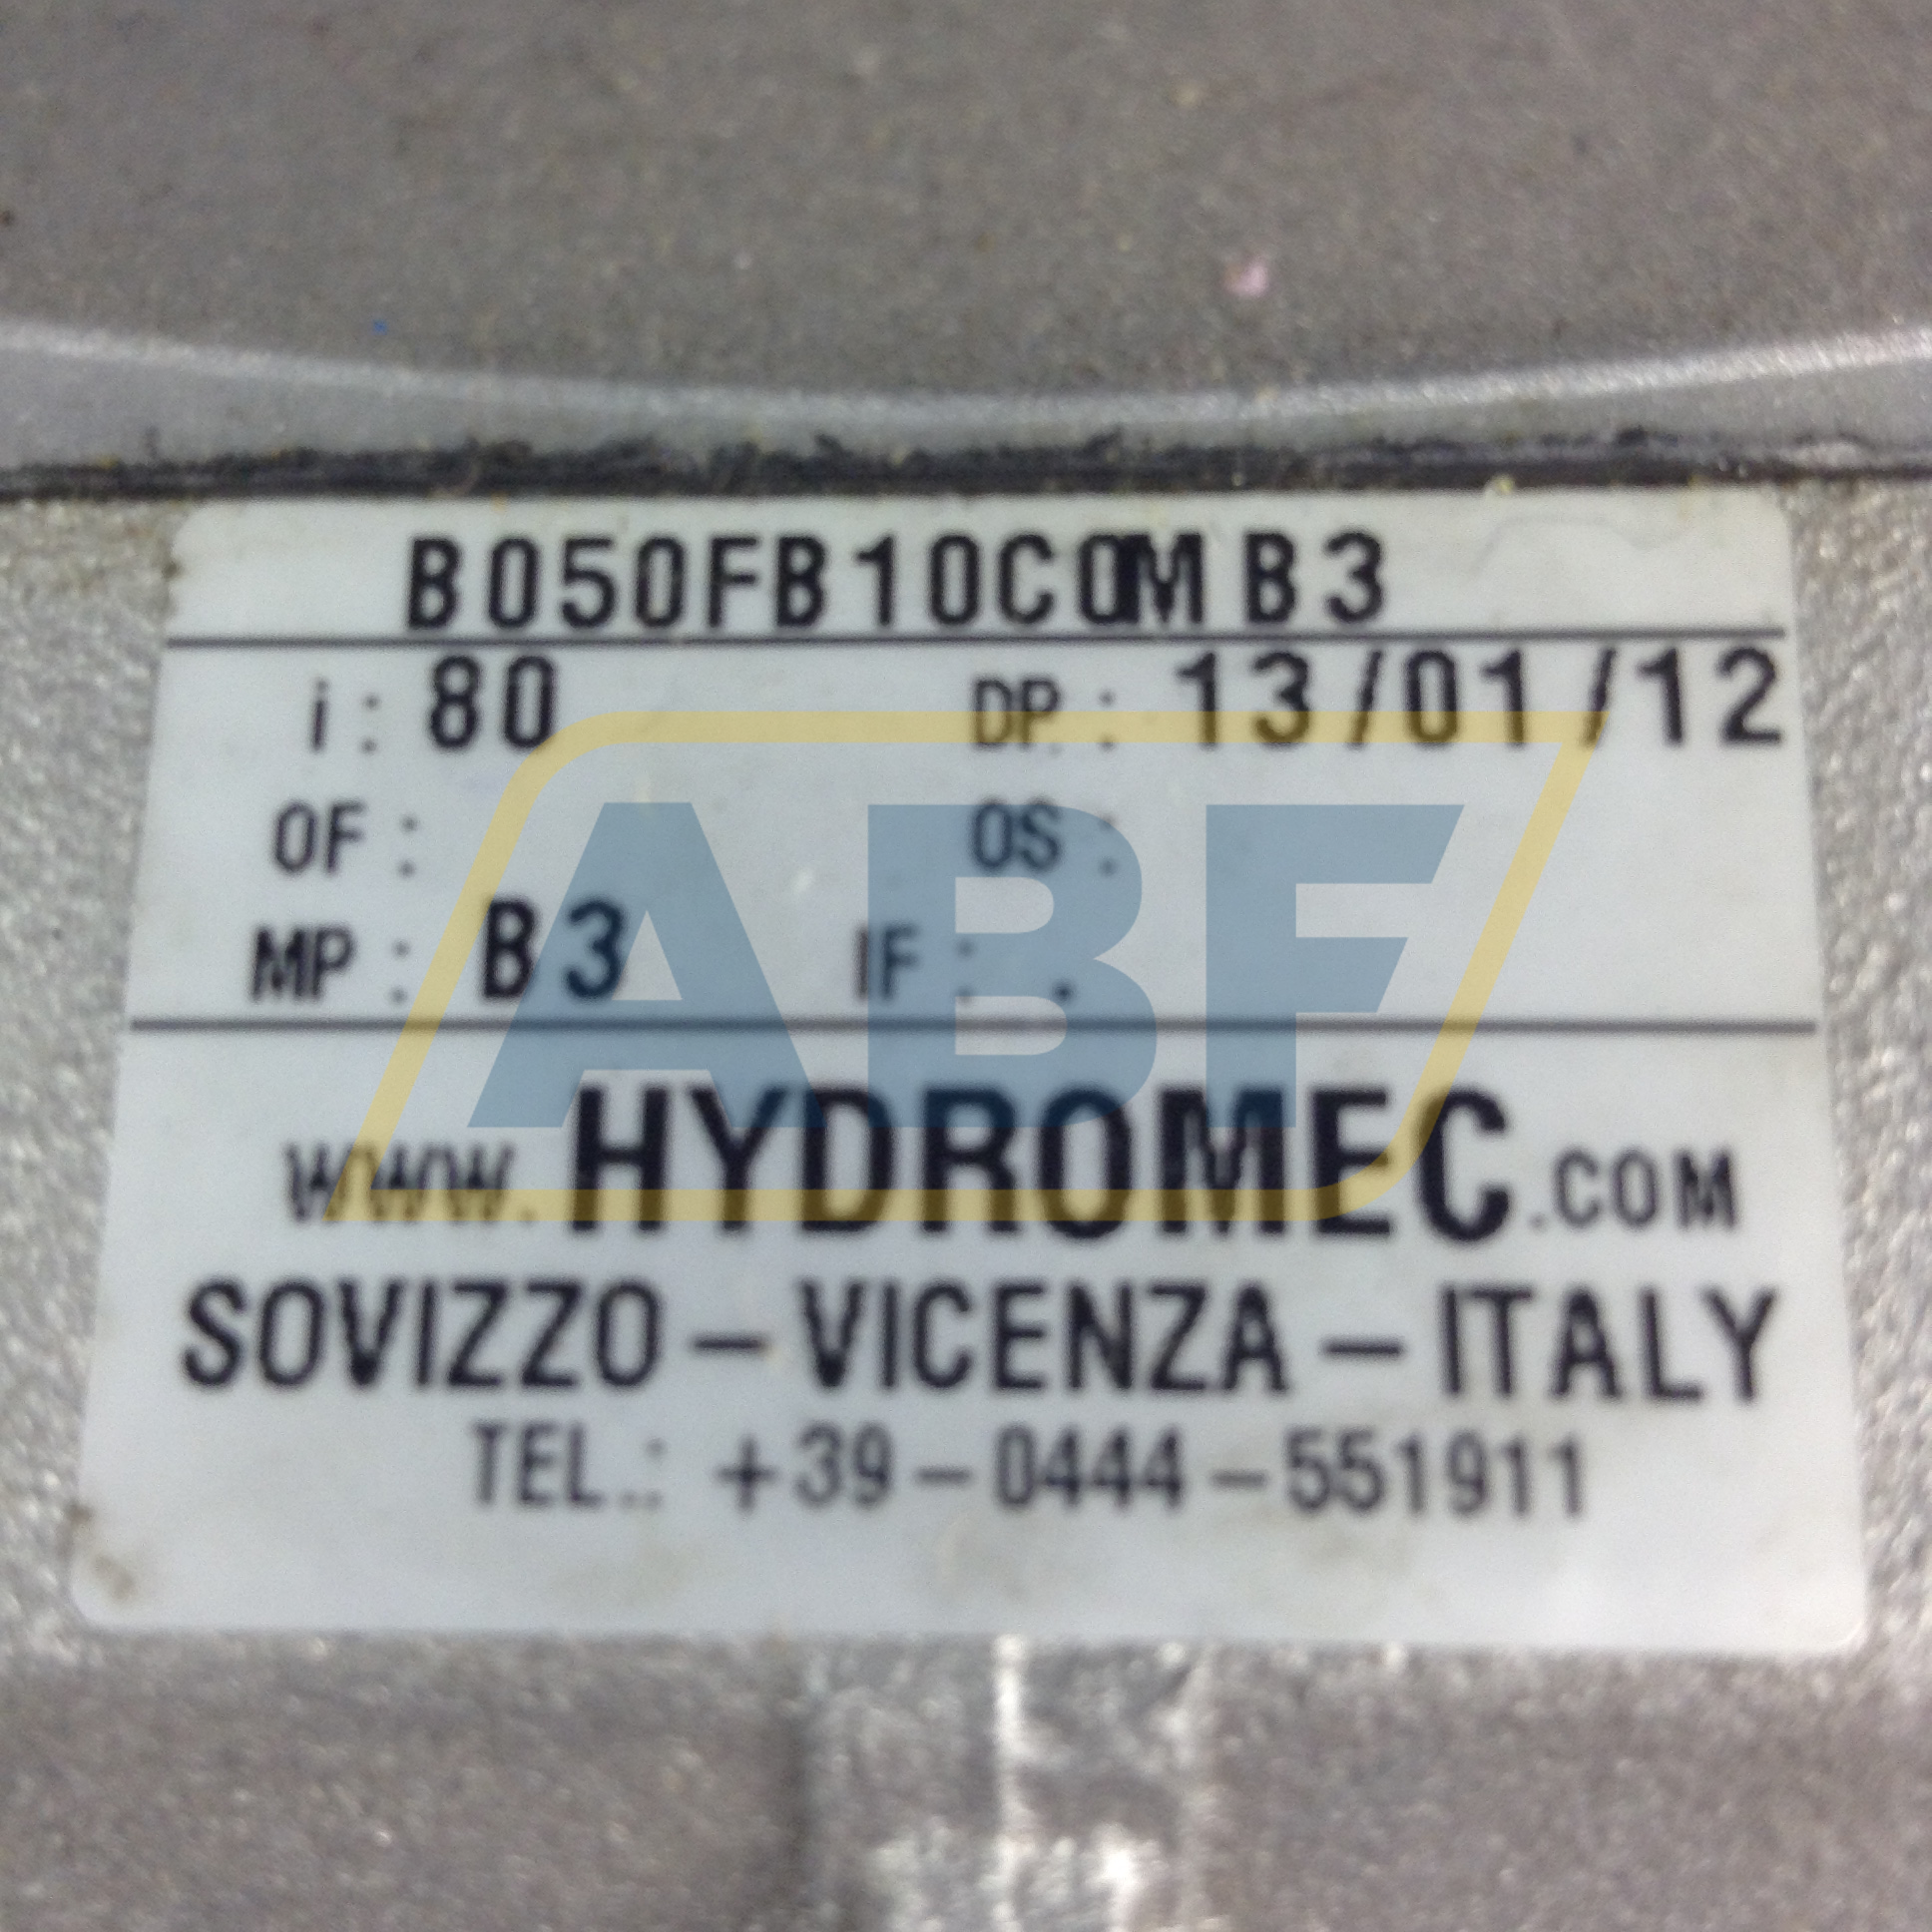 B050FB10C0MB3
i: 80 DP.: 13/01/12
OF: OS:
MP: B3 IF: .
ABF
www.HYDROMEC.COM
SOVIZZO – VICENZA – ITALY
TEL.: +39 – 0444 – 551911